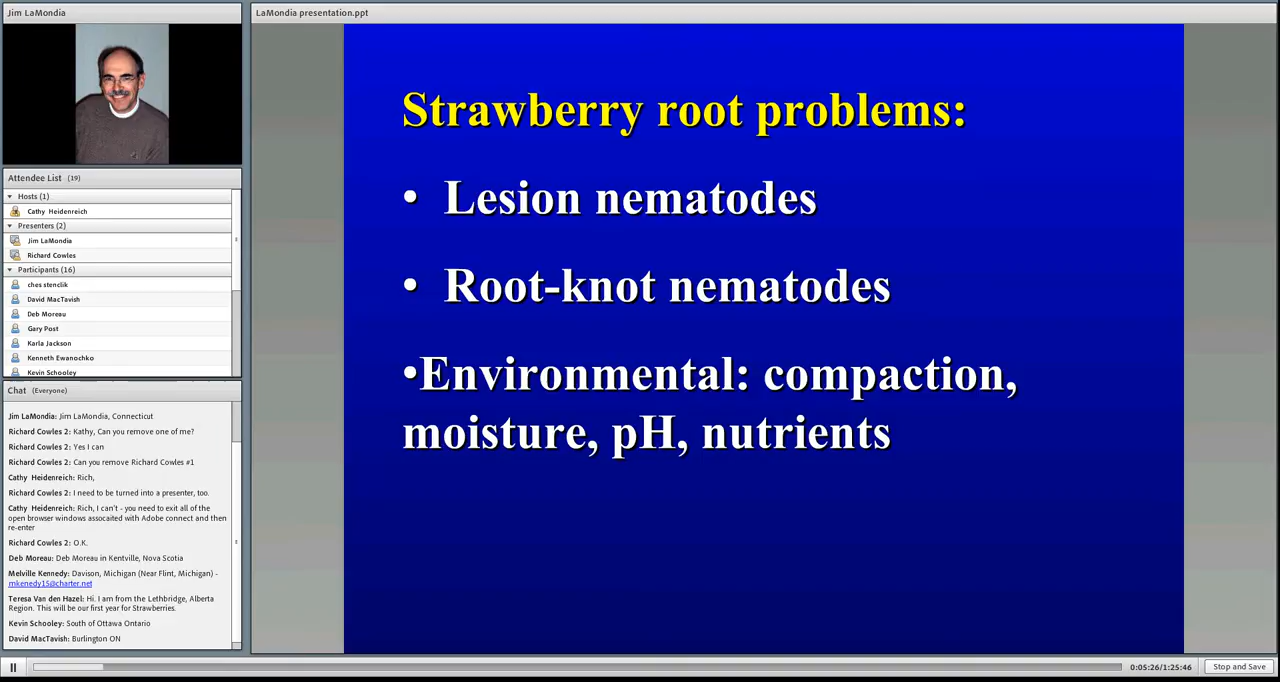 Jim LaMondia
Attendee List (19)
Hosts (1)
Cathy Heidenreich
Presenters (2)
Jim LaMondia
Richard Cowles
Participants (16)
ches stenclik
David MacTavish
Deb Moreau
Gary Post
Karla Jackson
Kenneth Ewanochko
Kevin Schooley
Chat (Everyone)
Jim LaMondia: Jim LaMondia, Connecticut
Richard Cowles 2: Kathy, Can you remove one of me?
Richard Cowles 2: Yes I can
Richard Cowles 2: Can you remove Richard Cowles #1
Cathy Heidenreich: Rich,
Richard Cowles 2: I need to be turned into a presenter, too.
Cathy Heidenreich: Rich, I can't - you need to exit all of the
open browser windows assocaited with Adobe connect and then
re-enter
Richard Cowles 2: O.K.
Deb Moreau: Deb Moreau in Kentville, Nova Scotia
Melville Kennedy: Davison, Michigan (Near Flint, Michigan) -
mkenedy15@charter.net
Teresa Van den Hazel: Hi. I am from the Lethbridge, Alberta
Region. This will be our first year for Strawberries.
Kevin Schooley: South of Ottawa Ontario
David MacTavish: Burlington ON
LaMondia presentation.ppt
Strawberry root problems:
• Lesion nematodes
• Root-knot nematodes
•Environmental: compaction,
moisture, pH, nutrients
0:05:26/1:25:46
Stop and Save